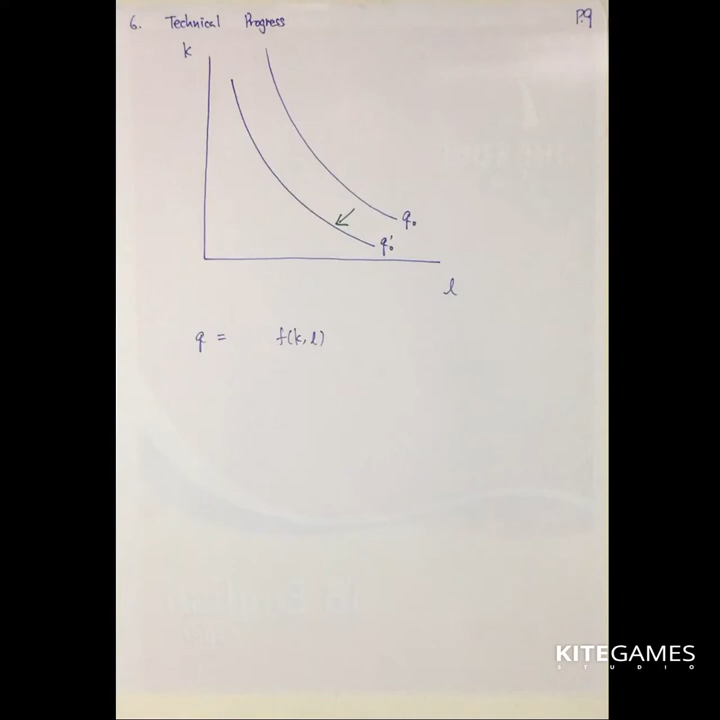 6. Technical Progress P.9
k
q₀
q₀'
l
q = f(k, l)
KITEGAMES
STUDIO